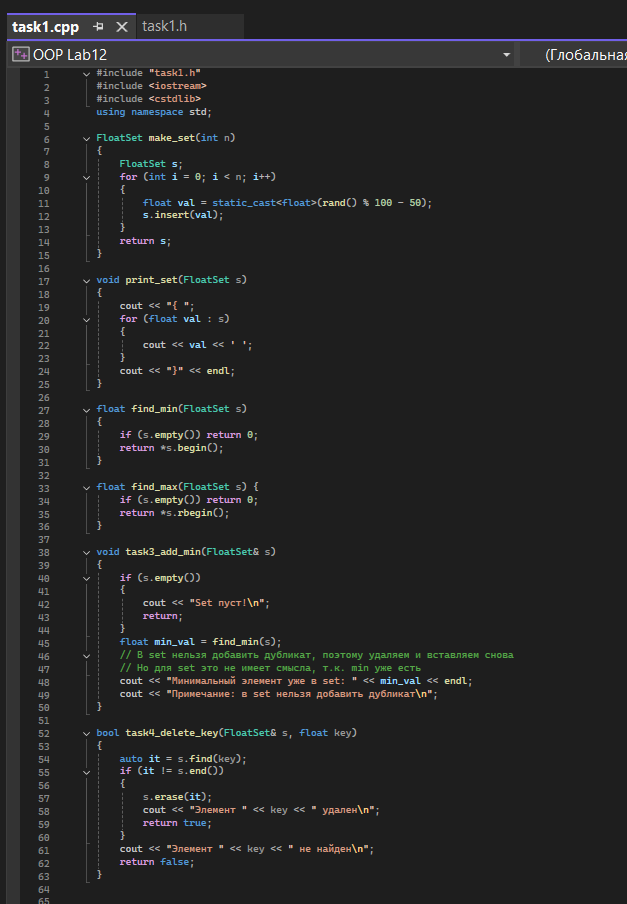 task1.cpp
task1.h
OOP Lab12
(Глобальная
1 #include "task1.h"
2 #include <iostream>
3 #include <cstdlib>
4 using namespace std;
5
6 FloatSet make_set(int n)
7 {
8     FloatSet s;
9     for (int i = 0; i < n; i++)
10     {
11         float val = static_cast<float>(rand() % 100 - 50);
12         s.insert(val);
13     }
14     return s;
15 }
16
17 void print_set(FloatSet s)
18 {
19     cout << "{ ";
20     for (float val : s)
21     {
22         cout << val << ' ';
23     }
24     cout << "}" << endl;
25 }
26
27 float find_min(FloatSet s)
28 {
29     if (s.empty()) return 0;
30     return *s.begin();
31 }
32
33 float find_max(FloatSet s) {
34     if (s.empty()) return 0;
35     return *s.rbegin();
36 }
37
38 void task3_add_min(FloatSet& s)
39 {
40     if (s.empty())
41     {
42         cout << "Set пуст!\n";
43         return;
44     }
45     float min_val = find_min(s);
46     // В set нельзя добавить дубликат, поэтому удаляем и вставляем снова
47     // Но для set это не имеет смысла, т.к. min уже есть
48     cout << "Минимальный элемент уже в set: " << min_val << endl;
49     cout << "Примечание: в set нельзя добавить дубликат\n";
50 }
51
52 bool task4_delete_key(FloatSet& s, float key)
53 {
54     auto it = s.find(key);
55     if (it != s.end())
56     {
57         s.erase(it);
58         cout << "Элемент " << key << " удален\n";
59         return true;
60     }
61     cout << "Элемент " << key << " не найден\n";
62     return false;
63 }
64
65